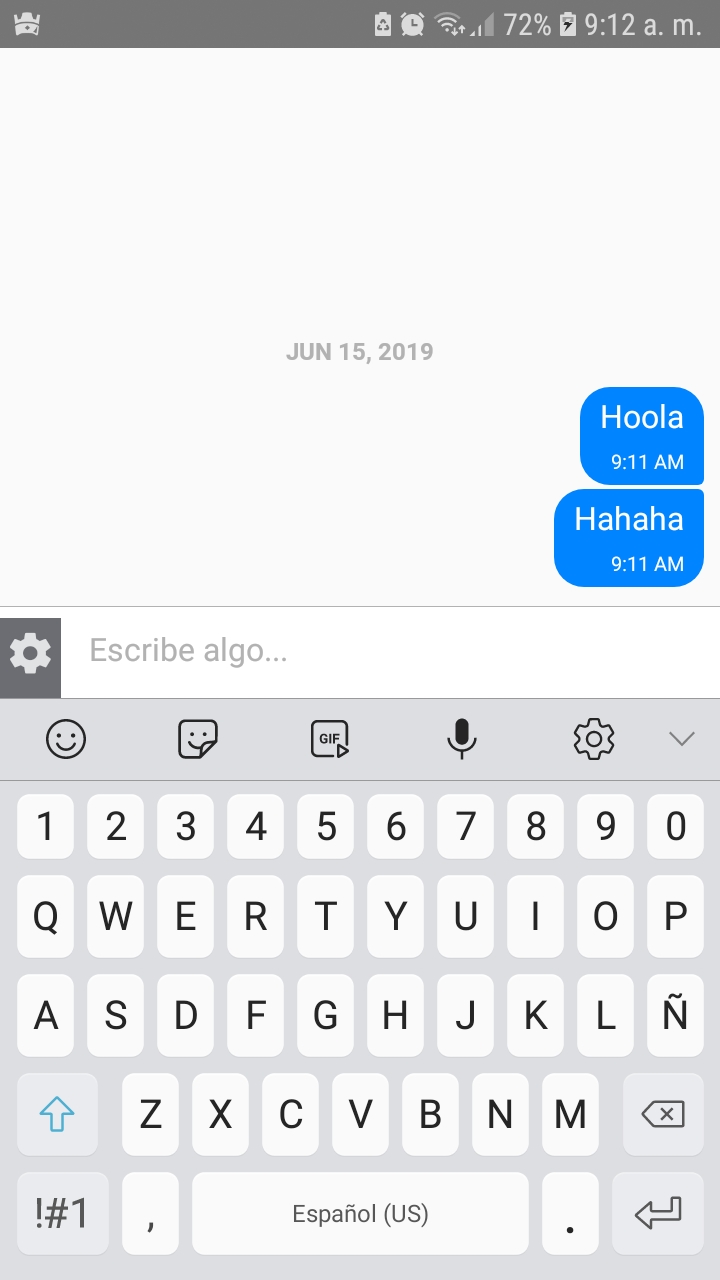 72% 9:12 a. m.
JUN 15, 2019
Hoola
9:11 AM
Hahaha
9:11 AM
Escribe algo...
GIF
1 2 3 4 5 6 7 8 9 0
Q W E R T Y U I O P
A S D F G H J K L Ñ
Z X C V B N M
!#1 , Español (US) .